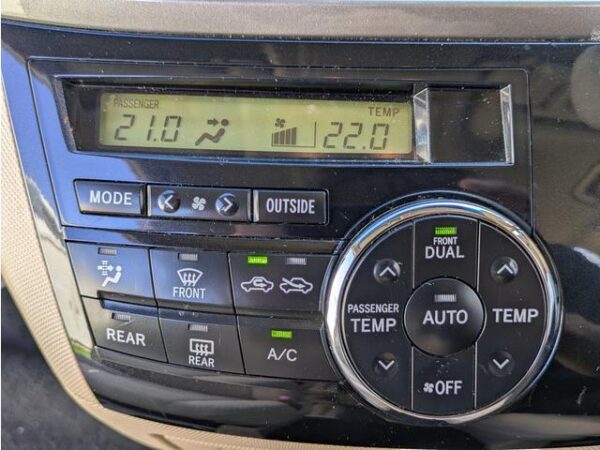 PASSENGER TEMP
21.0 22.0
MODE OUTSIDE
FRONT
DUAL
FRONT
PASSENGER
TEMP
AUTO
TEMP
REAR
REAR
A/C
OFF